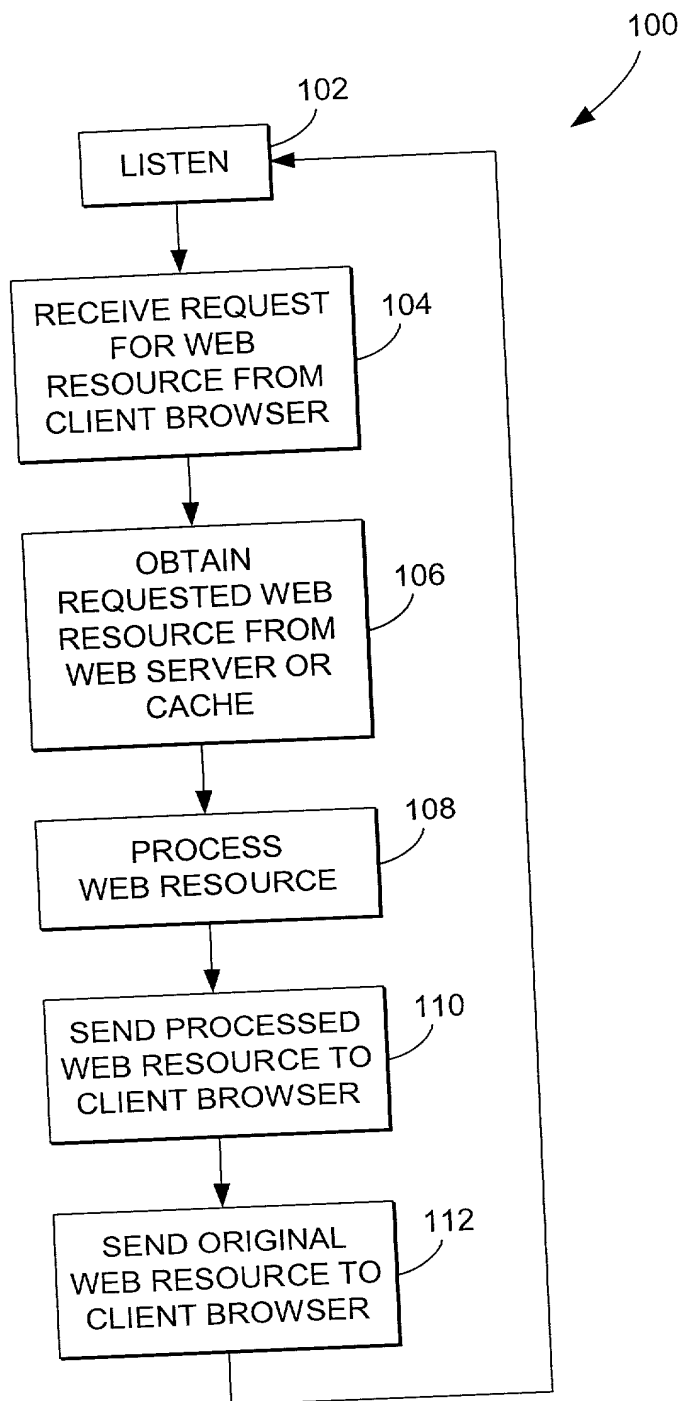 100
102
LISTEN
RECEIVE REQUEST
FOR WEB
RESOURCE FROM
CLIENT BROWSER
104
OBTAIN
REQUESTED WEB
RESOURCE FROM
WEB SERVER OR
CACHE
106
PROCESS
WEB RESOURCE
108
SEND PROCESSED
WEB RESOURCE TO
CLIENT BROWSER
110
SEND ORIGINAL
WEB RESOURCE TO
CLIENT BROWSER
112